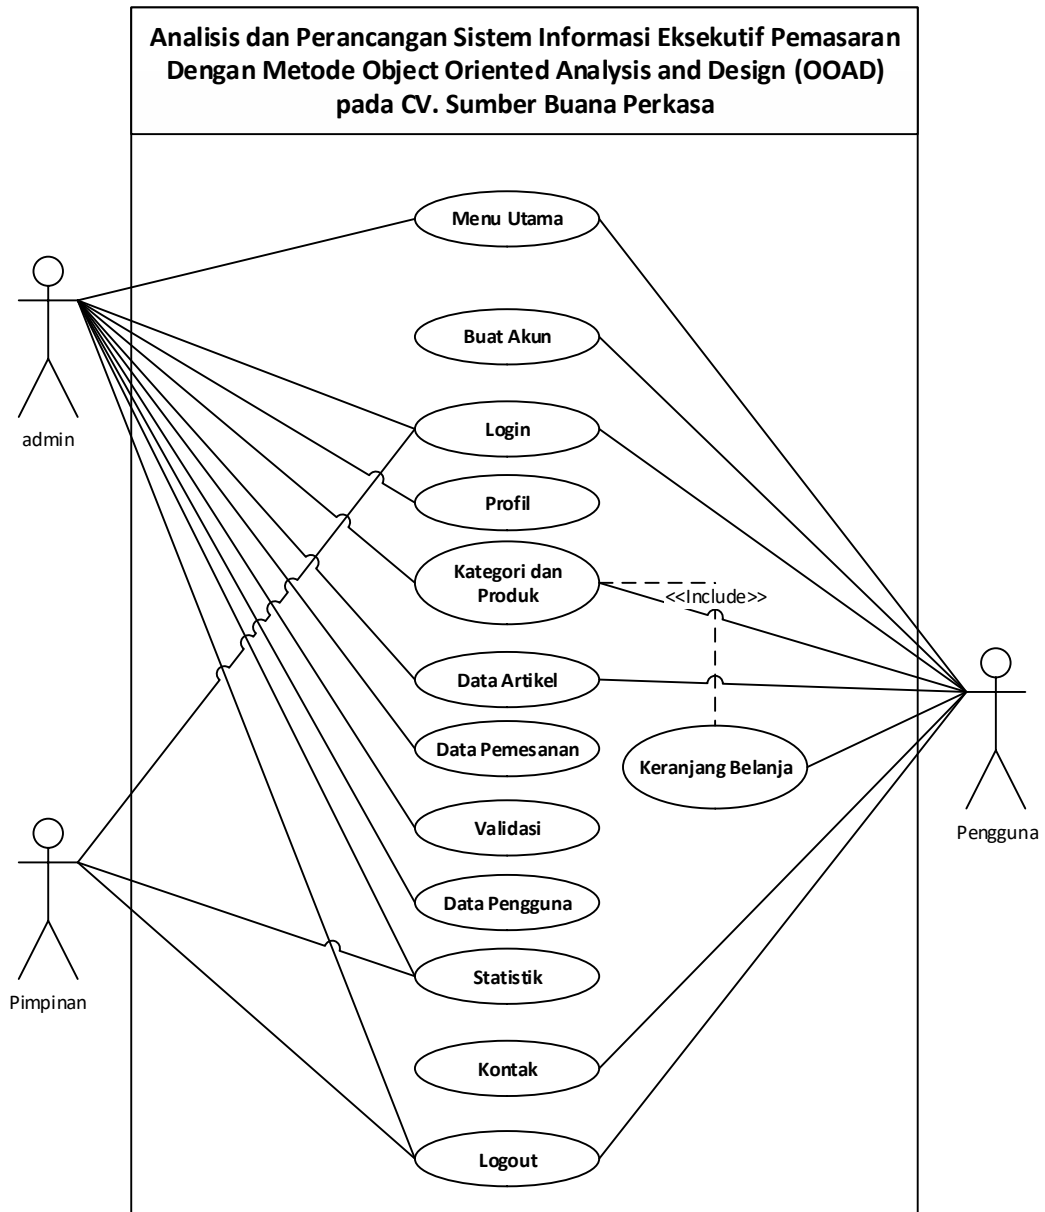 Analisis dan Perancangan Sistem Informasi Eksekutif Pemasaran
Dengan Metode Object Oriented Analysis and Design (OOAD)
pada CV. Sumber Buana Perkasa
Menu Utama
admin
Buat Akun
Login
Profil
Kategori dan
Produk
<<Include>>
Data Artikel
Data Pemesanan
Keranjang Belanja
Validasi
Pengguna
Data Pengguna
Statistik
Pimpinan
Kontak
Logout